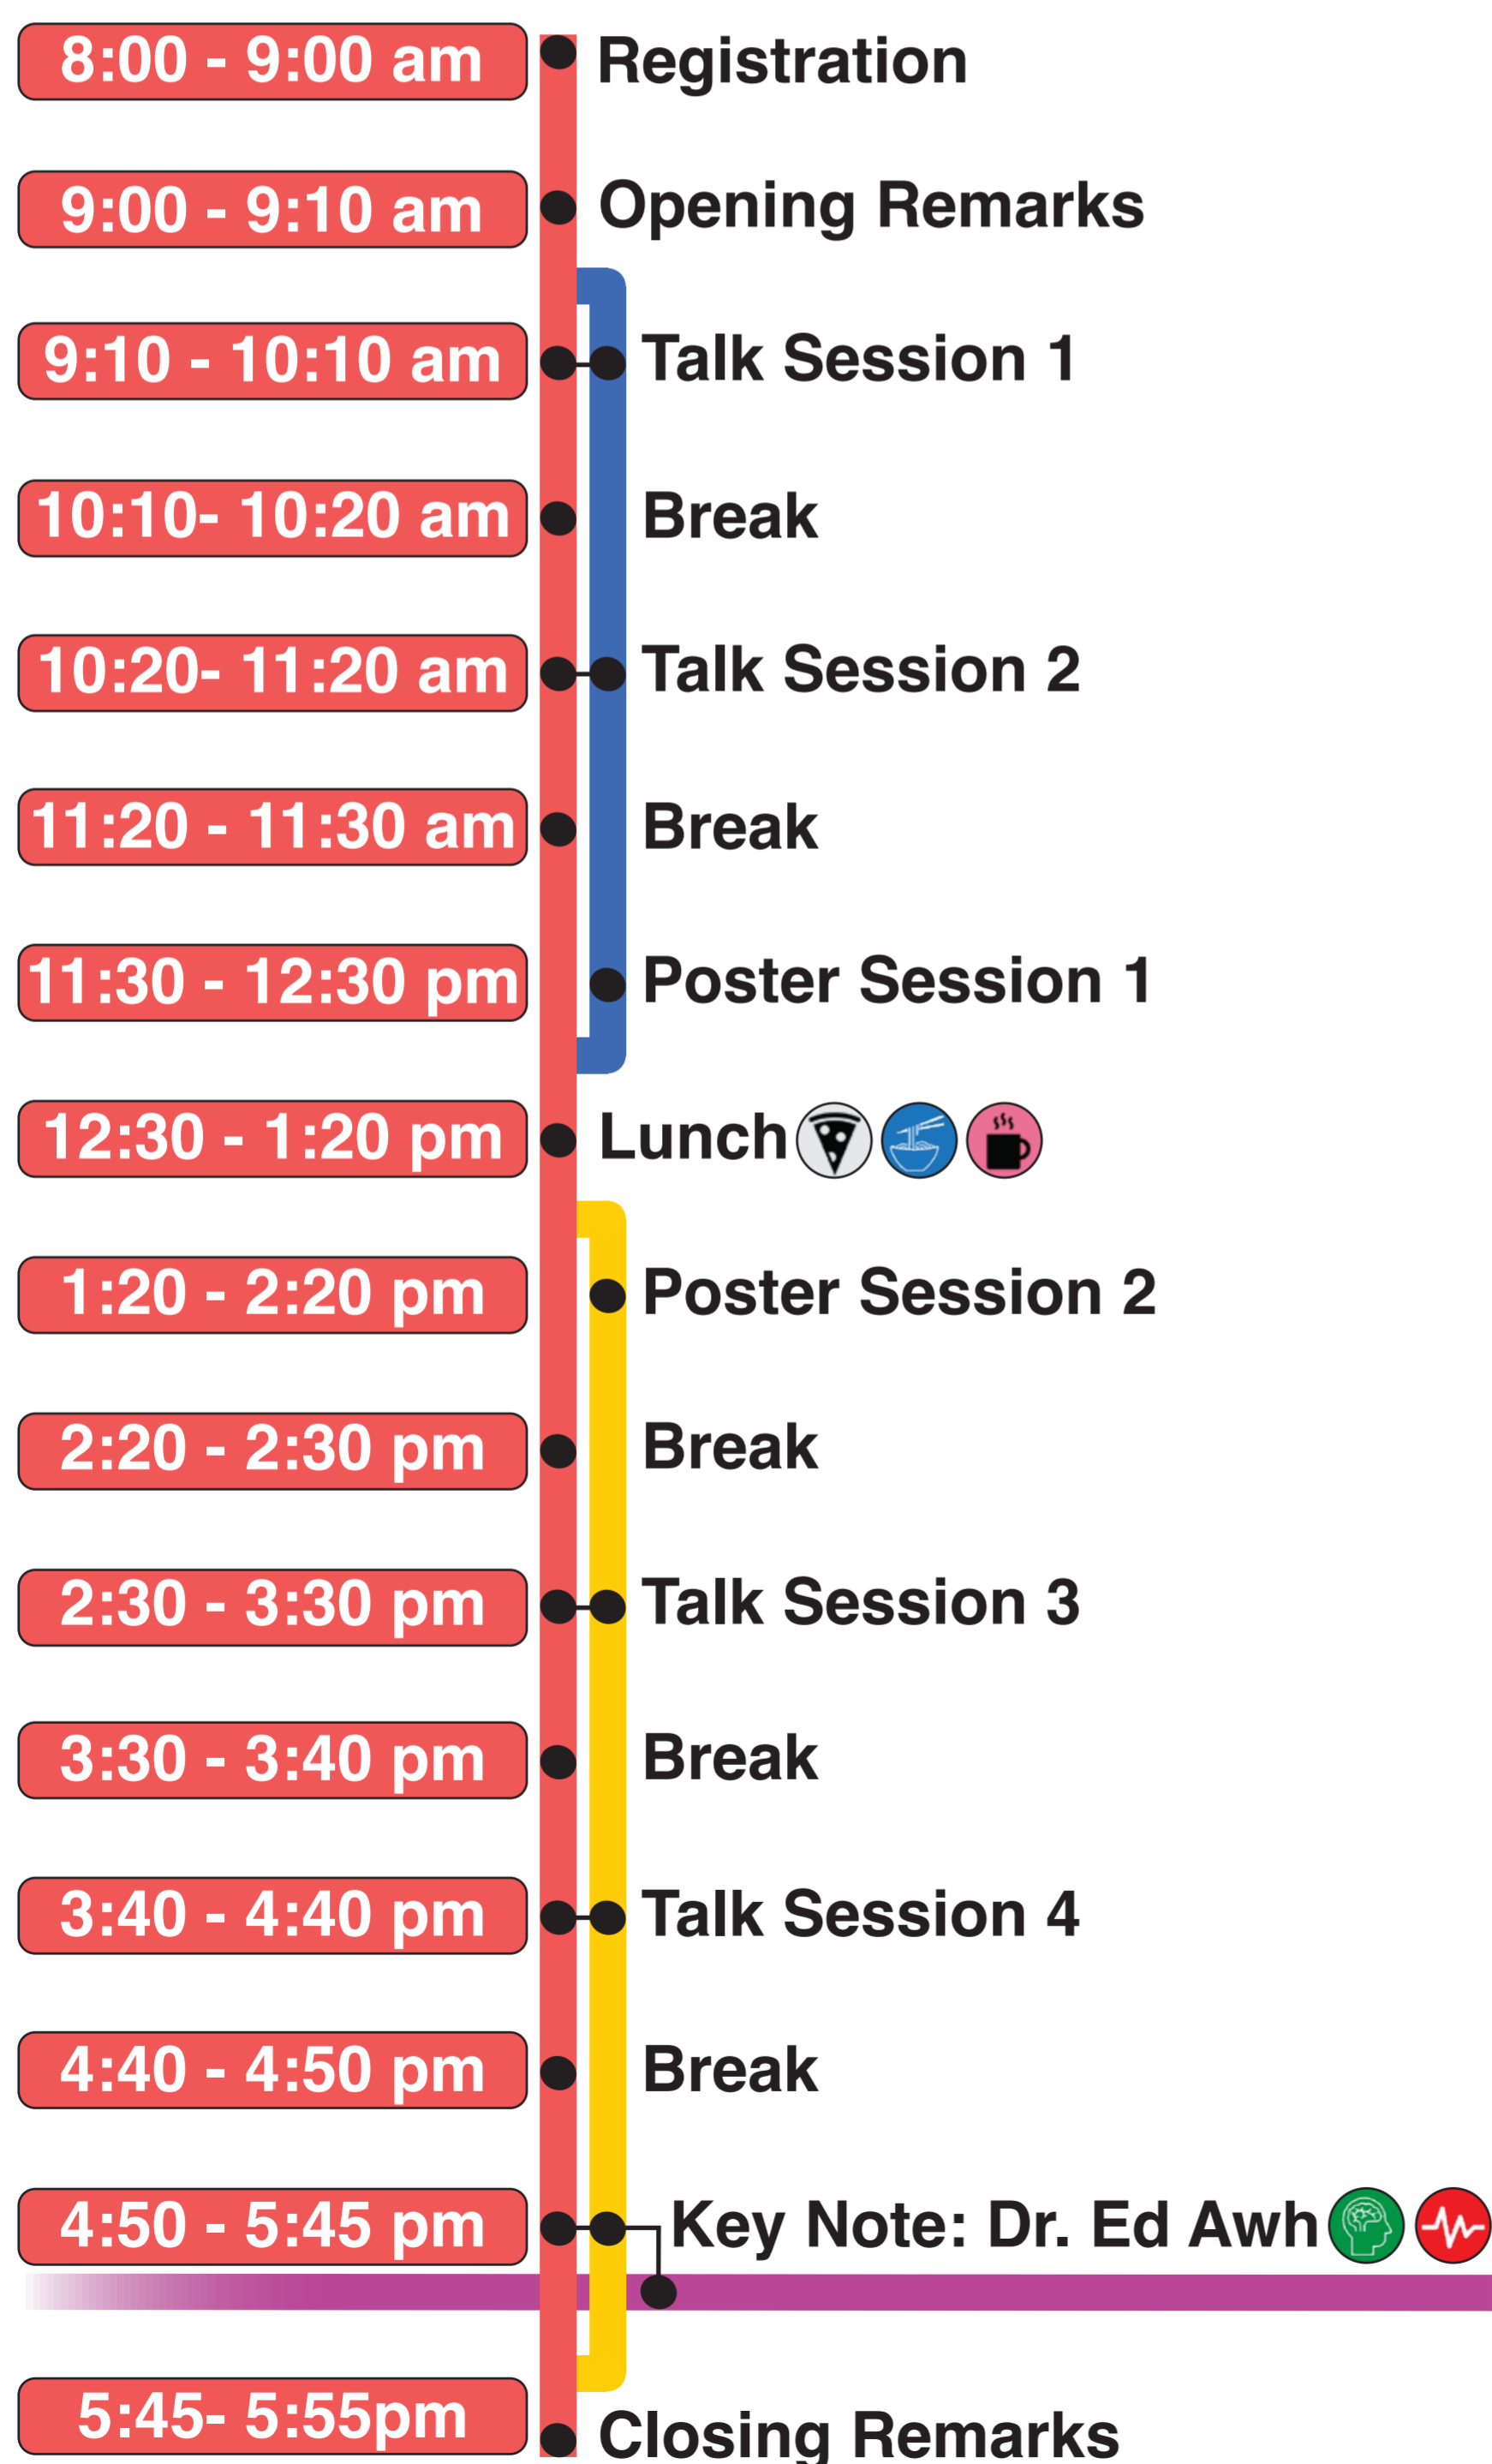 8:00 - 9:00 am Registration
9:00 - 9:10 am Opening Remarks
9:10 - 10:10 am Talk Session 1
10:10- 10:20 am Break
10:20- 11:20 am Talk Session 2
11:20 - 11:30 am Break
11:30 - 12:30 pm Poster Session 1
12:30 - 1:20 pm Lunch
1:20 - 2:20 pm Poster Session 2
2:20 - 2:30 pm Break
2:30 - 3:30 pm Talk Session 3
3:30 - 3:40 pm Break
3:40 - 4:40 pm Talk Session 4
4:40 - 4:50 pm Break
4:50 - 5:45 pm Key Note: Dr. Ed Awh
5:45- 5:55pm Closing Remarks